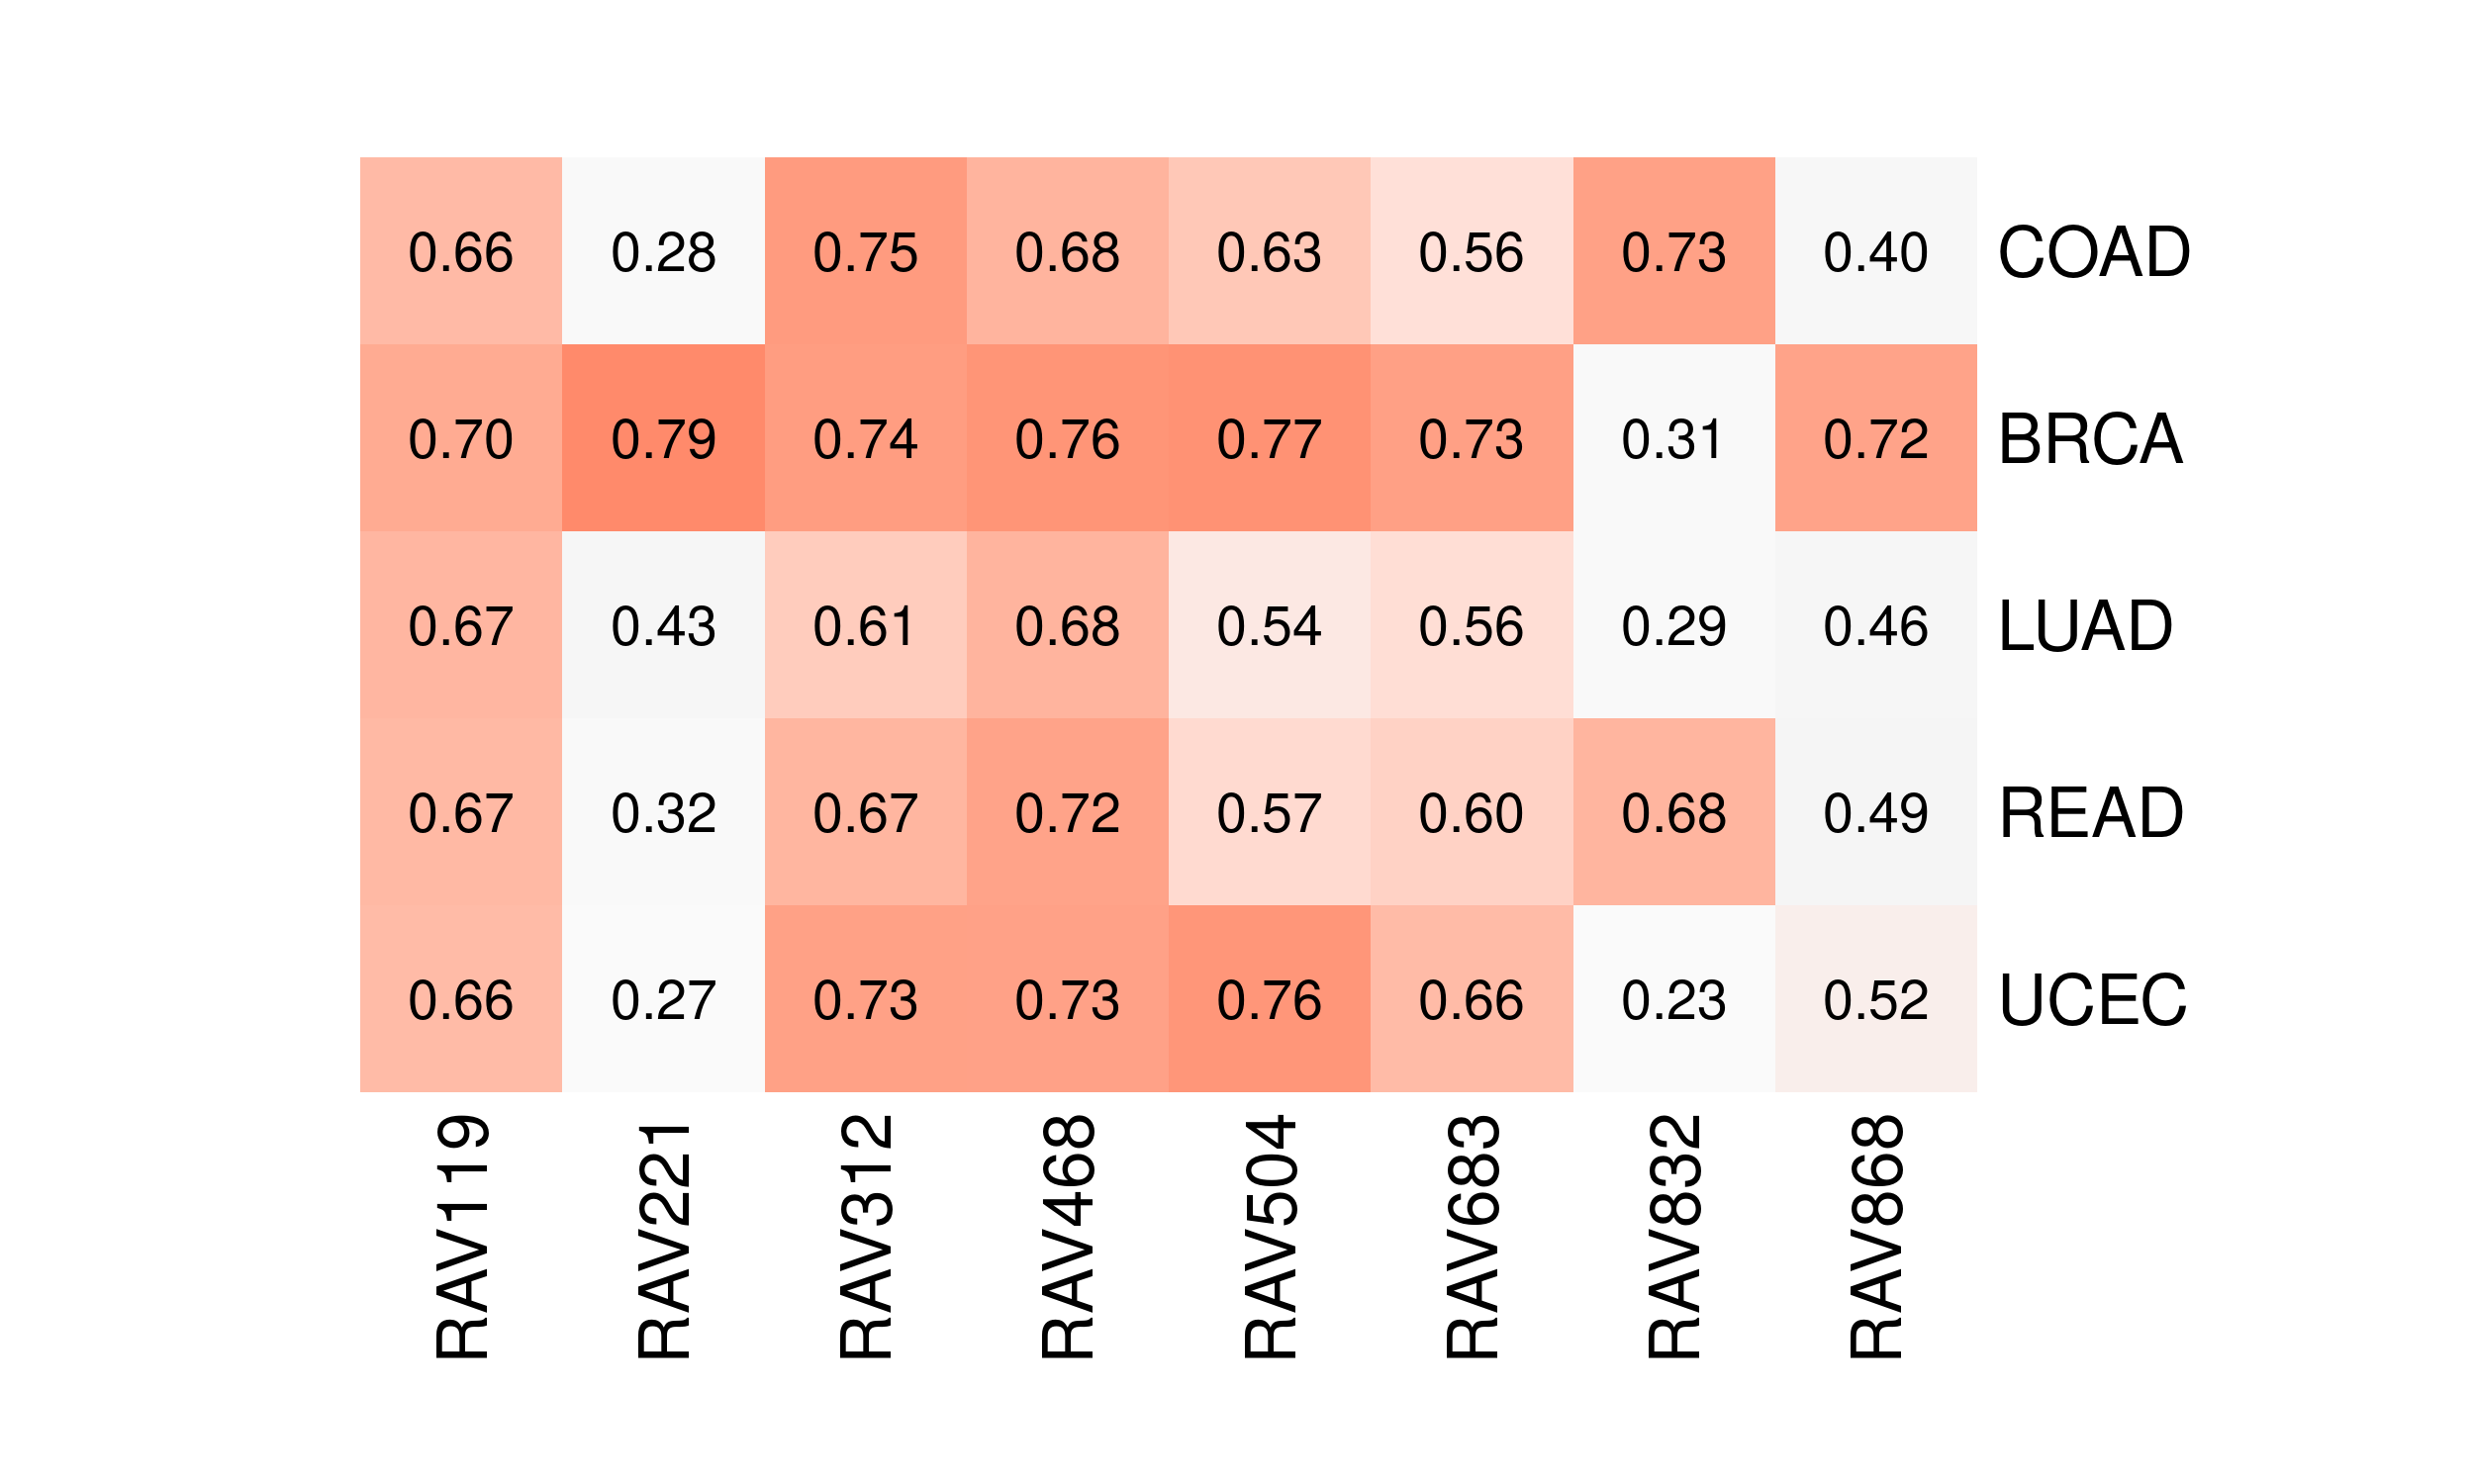 0.66 0.28 0.75 0.68 0.63 0.56 0.73 0.40 COAD
0.70 0.79 0.74 0.76 0.77 0.73 0.31 0.72 BRCA
0.67 0.43 0.61 0.68 0.54 0.56 0.29 0.46 LUAD
0.67 0.32 0.67 0.72 0.57 0.60 0.68 0.49 READ
0.66 0.27 0.73 0.73 0.76 0.66 0.23 0.52 UCEC
RAV119 RAV221 RAV312 RAV468 RAV504 RAV683 RAV832 RAV868